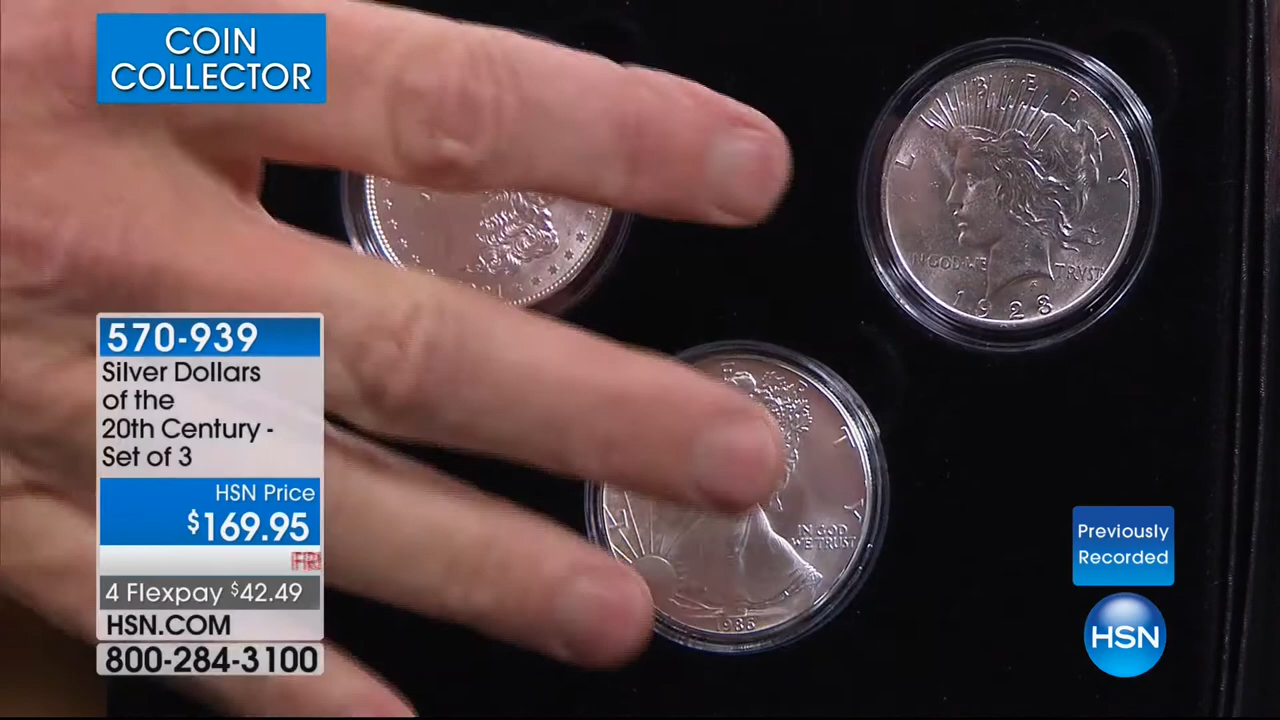 COIN
COLLECTOR
LIBERTY
IN GOD WE TRUST
1923
570-939
Silver Dollars
of the
20th Century -
Set of 3
HSN Price
$169.95
4 Flexpay $42.49
HSN.COM
800-284-3100
IN GOD
WE TRUST
1986
Previously
Recorded
HSN